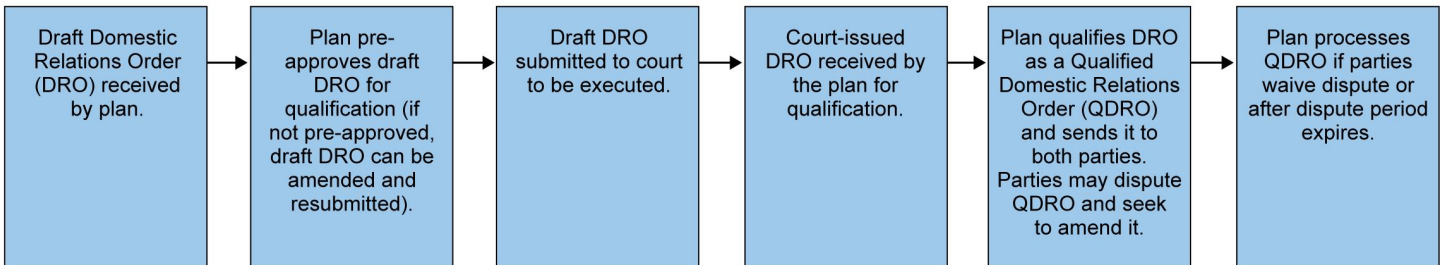 Draft Domestic
Relations Order
(DRO) received
by plan.
Plan pre-
approves draft
DRO for
qualification (if
not pre-approved,
draft DRO can be
amended and
resubmitted).
Draft DRO
submitted to court
to be executed.
Court-issued
DRO received by
the plan for
qualification.
Plan qualifies DRO
as a Qualified
Domestic Relations
Order (QDRO)
and sends it to
both parties.
Parties may dispute
QDRO and seek
to amend it.
Plan processes
QDRO if parties
waive dispute or
after dispute period
expires.